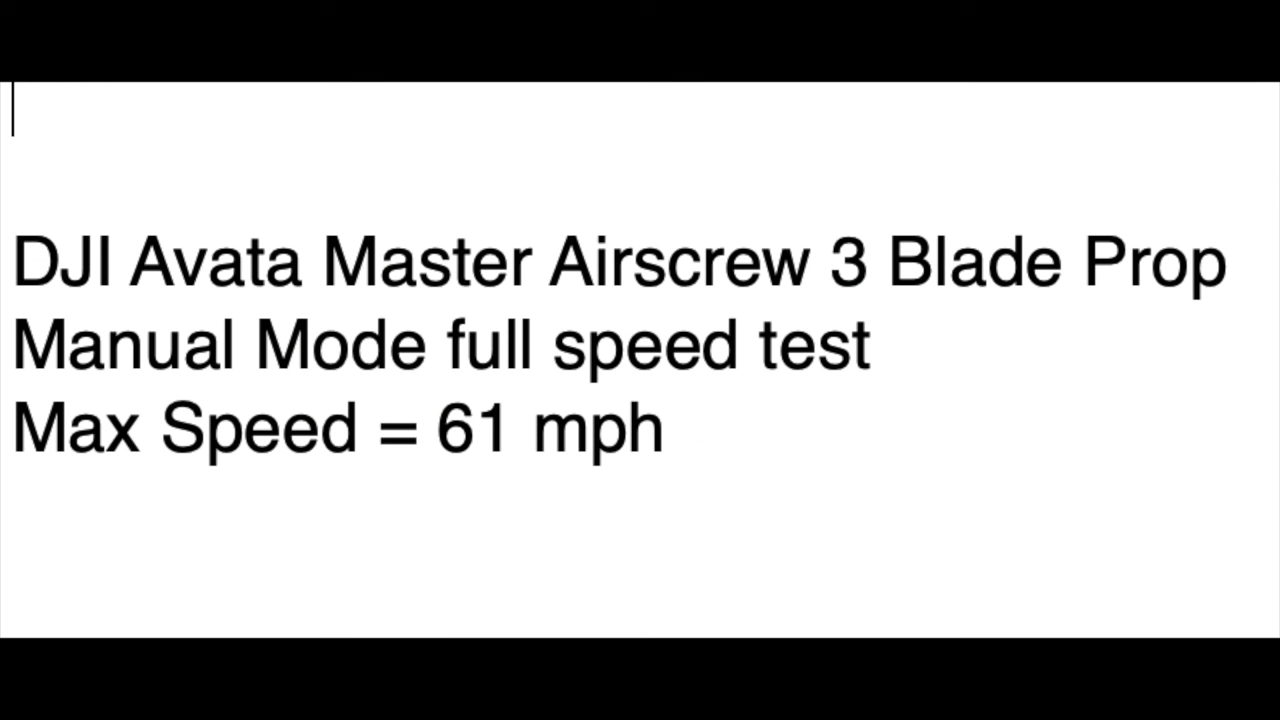 DJI Avata Master Airscrew 3 Blade Prop
Manual Mode full speed test
Max Speed = 61 mph